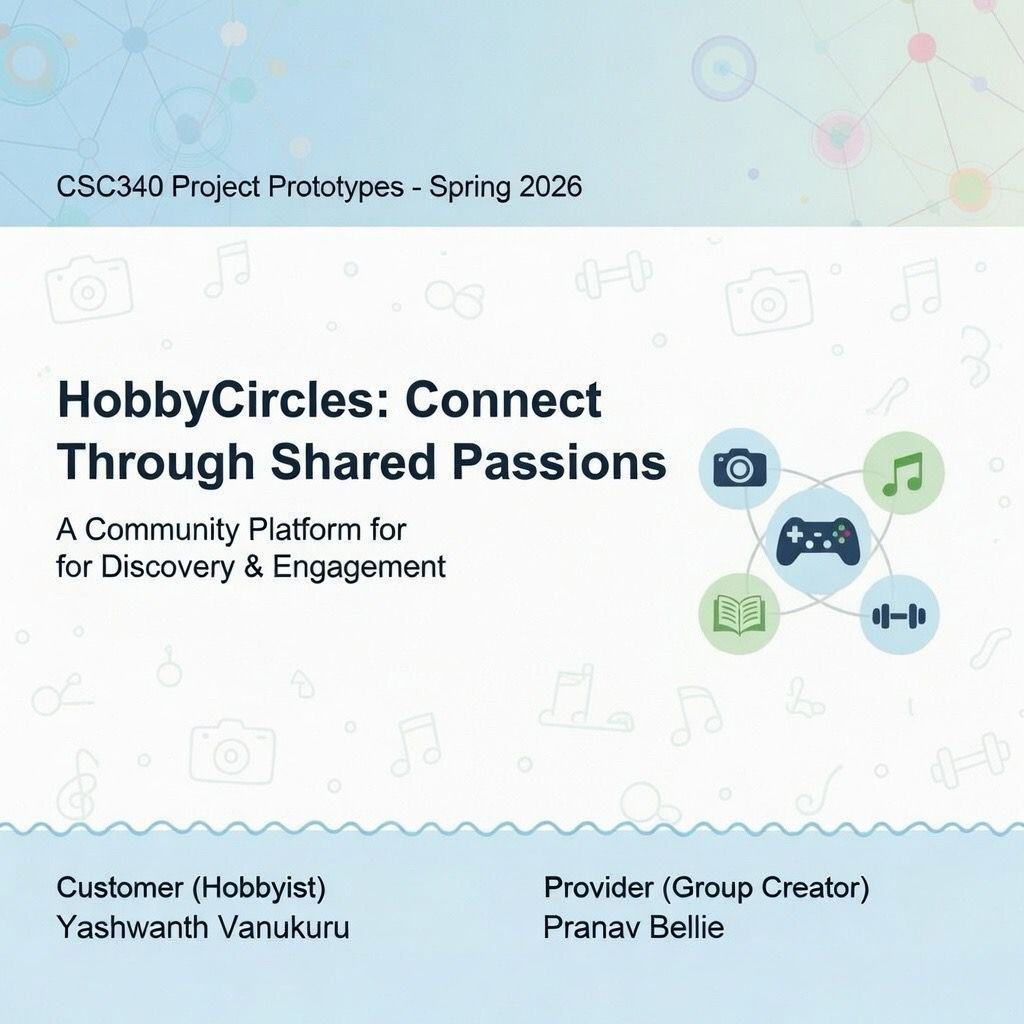 CSC340 Project Prototypes - Spring 2026
HobbyCircles: Connect
Through Shared Passions
A Community Platform for
for Discovery & Engagement
Customer (Hobbyist)
Yashwanth Vanukuru
Provider (Group Creator)
Pranav Bellie